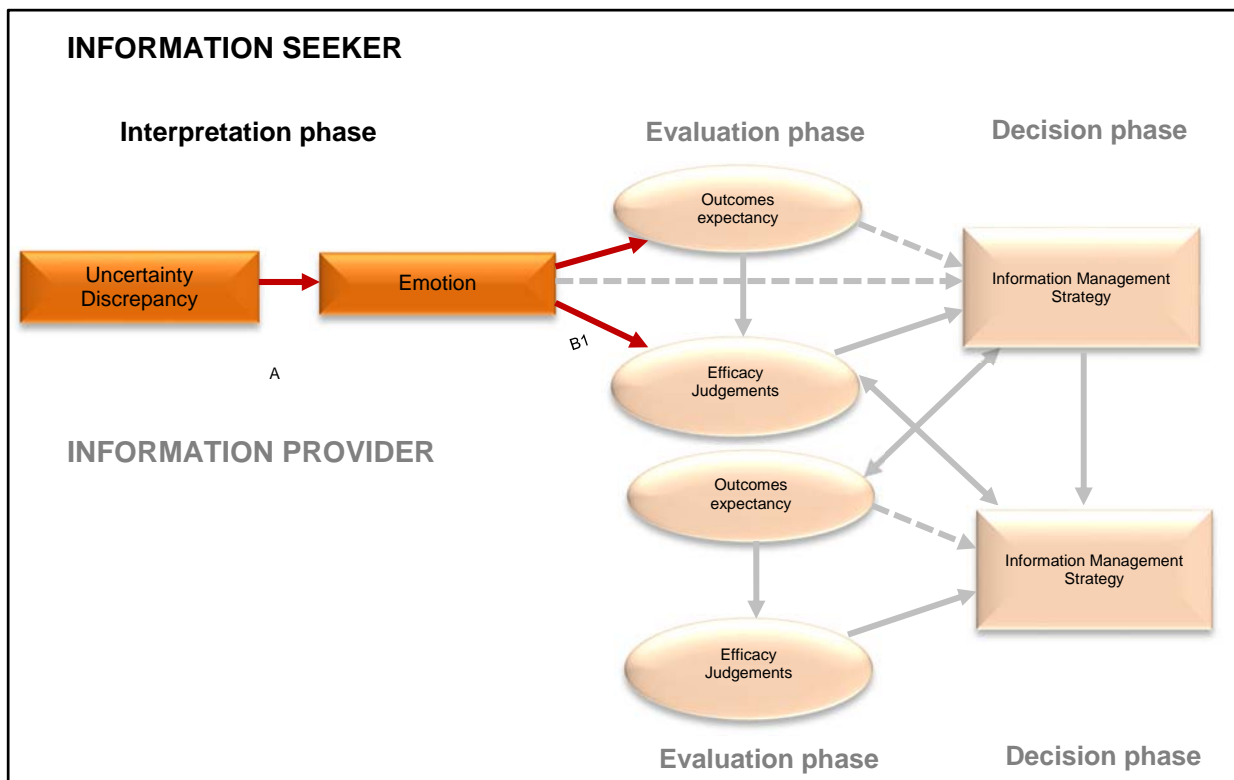 INFORMATION SEEKER
Interpretation phase
Evaluation phase
Decision phase
Outcomes
expectancy
Uncertainty
Discrepancy
Emotion
Information Management
Strategy
B1
A
Efficacy
Judgements
INFORMATION PROVIDER
Outcomes
expectancy
Information Management
Strategy
Efficacy
Judgements
Evaluation phase
Decision phase